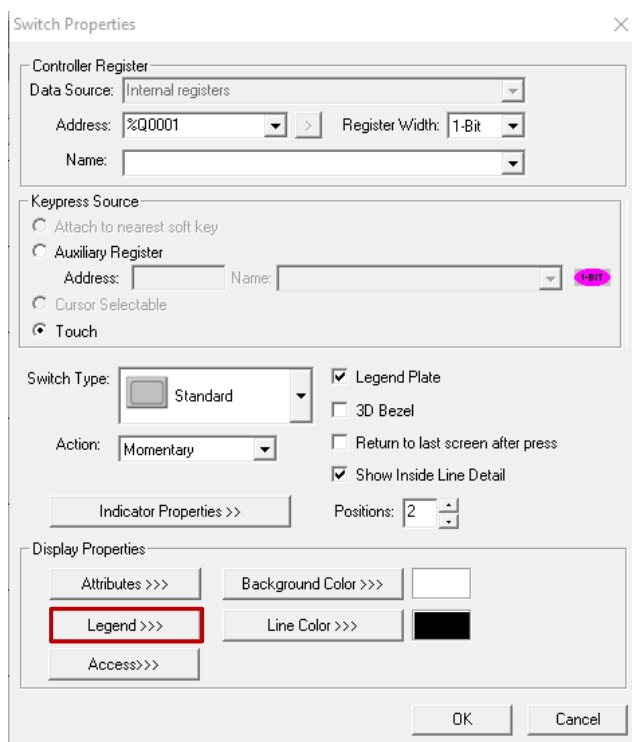 Switch Properties
Controller Register
Data Source: Internal registers
Address: %Q0001 > Register Width: 1-Bit
Name:
Keypress Source
Attach to nearest soft key
Auxiliary Register
Address: Name: 1-BIT
Cursor Selectable
Touch
Switch Type: Standard
Legend Plate
3D Bezel
Action: Momentary
Return to last screen after press
Show Inside Line Detail
Indicator Properties >> Positions: 2
Display Properties
Attributes >>> Background Color >>>
Legend >>> Line Color >>>
Access>>>
OK Cancel